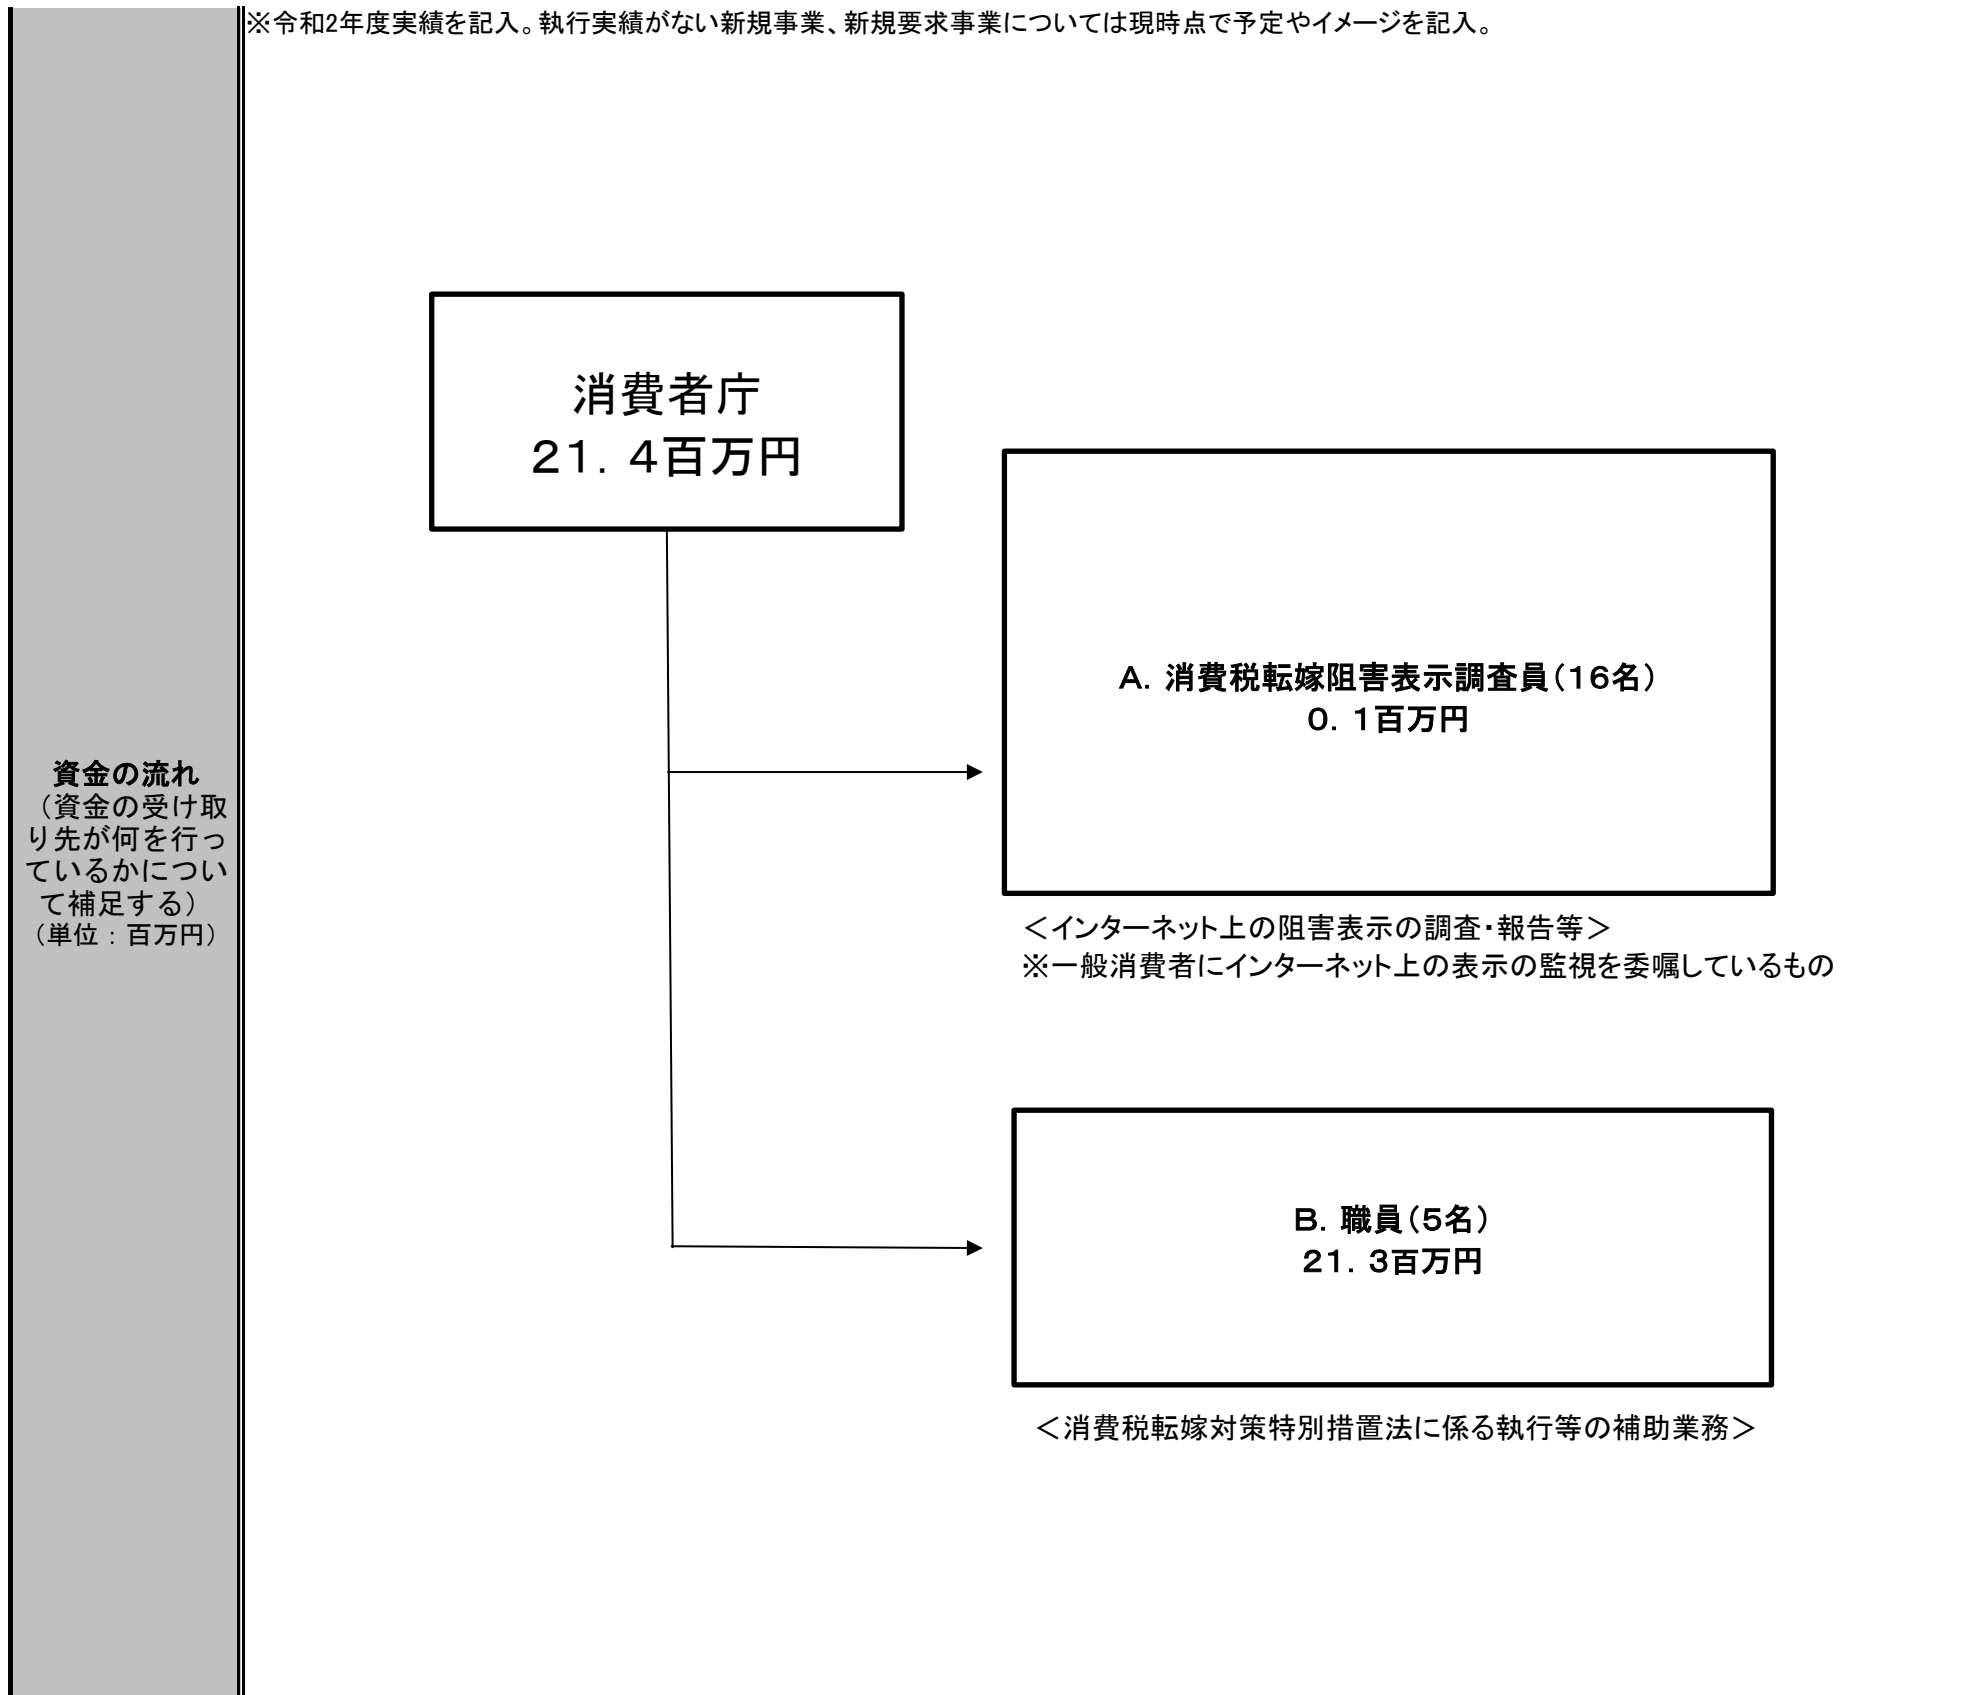 ※令和2年度実績を記入。執行実績がない新規事業、新規要求事業については現時点で予定やイメージを記入。
消費者庁
２１．４百万円
A．消費税転嫁阻害表示調査員（１６名）
０．１百万円
資金の流れ
（資金の受け取
り先が何を行っ
ているかについ
て補足する）
（単位：百万円）
＜インターネット上の阻害表示の調査・報告等＞
※一般消費者にインターネット上の表示の監視を委嘱しているもの
B．職員（５名）
２１．３百万円
＜消費税転嫁対策特別措置法に係る執行等の補助業務＞